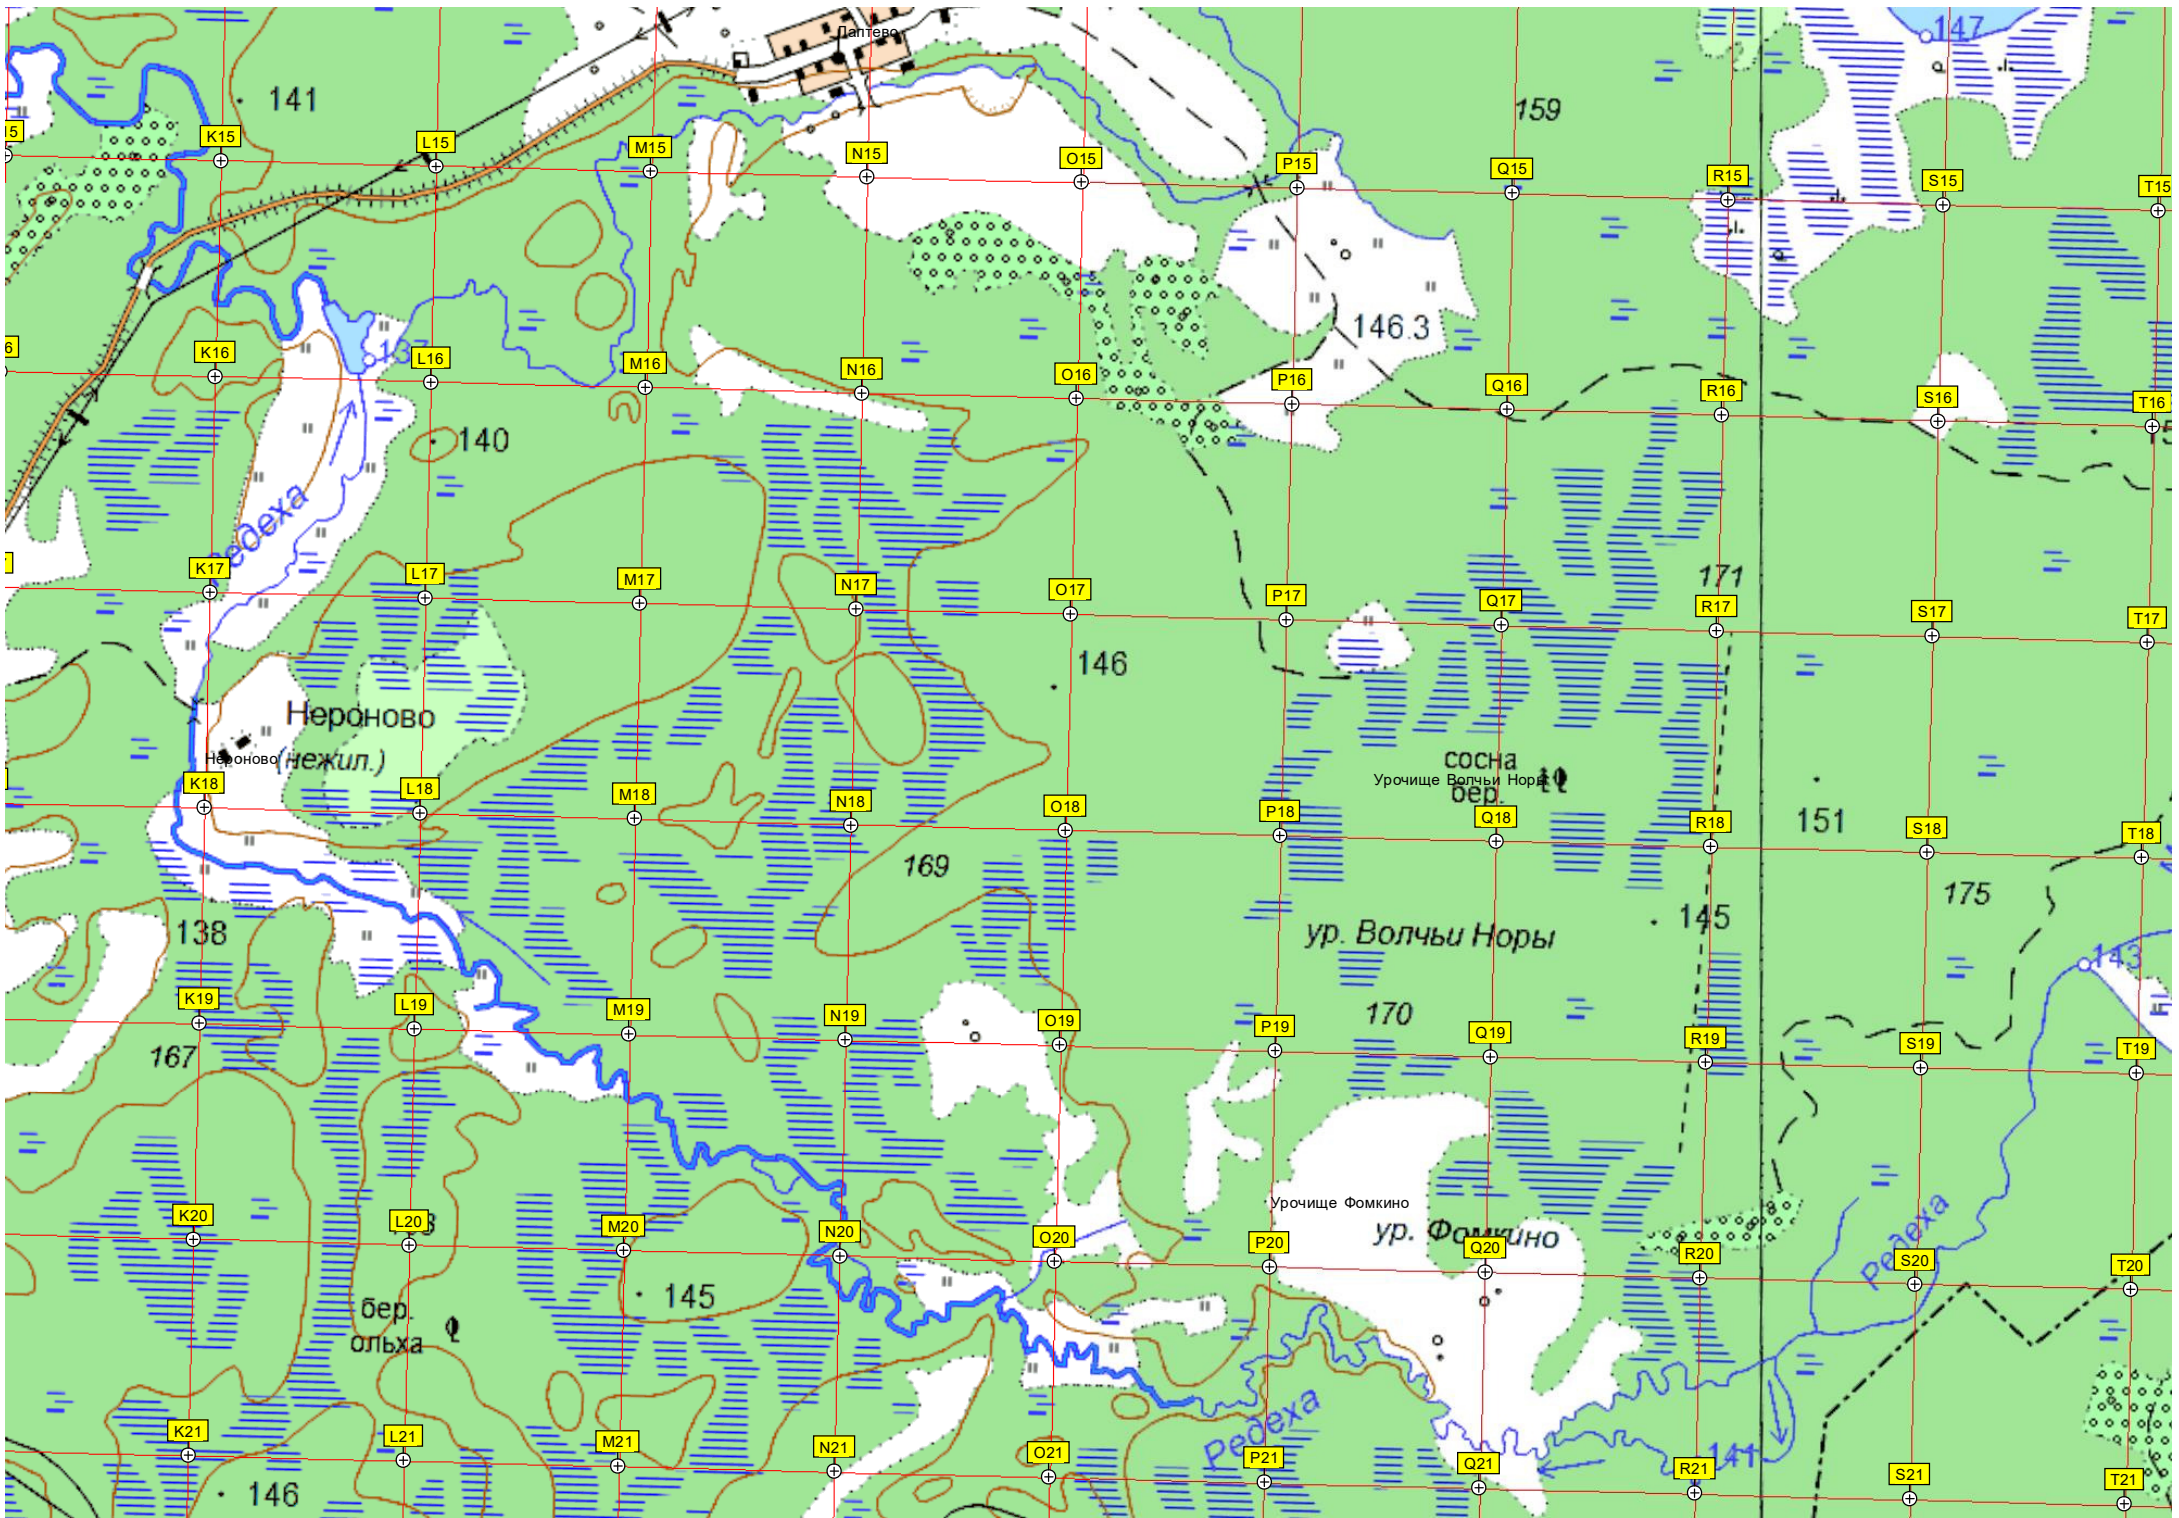 Лаптево
147
141
159
15
K15
L15
M15
N15
O15
P15
Q15
R15
S15
T15
146.3
137
6
K16
L16
M16
N16
O16
P16
Q16
R16
S16
T16
140
Редеха
171
K17
L17
M17
N17
O17
P17
Q17
R17
S17
T17
146
Нероново
(нежил.)
Нероново
сосна
бер.
Урочище Волчьи Норы
K18
L18
M18
N18
O18
P18
Q18
R18
S18
T18
151
169
175
145
138
ур. Волчьи Норы
143
170
K19
L19
M19
N19
O19
P19
Q19
R19
S19
T19
167
Урочище Фомкино
ур. Фомкино
Редеха
K20
L20
M20
N20
O20
P20
Q20
R20
S20
T20
145
бер.
ольха
Редеха
141
K21
L21
M21
N21
O21
P21
Q21
R21
S21
T21
146